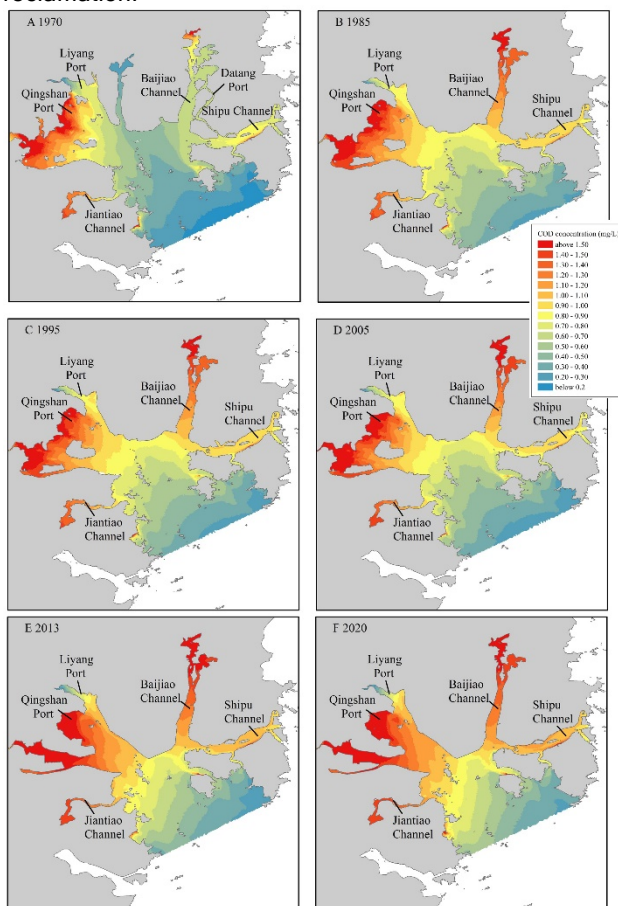 reclamation.
A 1970
Liyang
Port
Qingshan
Port
Baijiao
Channel
Datang
Port
Shipu Channel
Jiantiao
Channel
B 1985
Liyang
Port
Qingshan
Port
Baijiao
Channel
Shipu
Channel
Jiantiao
Channel
COD concentration (mg/L)
above 1.50
1.40 - 1.50
1.30 - 1.40
1.20 - 1.30
1.10 - 1.20
1.00 - 1.10
0.90 - 1.00
0.80 - 0.90
0.70 - 0.80
0.60 - 0.70
0.50 - 0.60
0.40 - 0.50
0.30 - 0.40
0.20 - 0.30
below 0.2
C 1995
Liyang
Port
Qingshan
Port
Baijiao
Channel
Shipu
Channel
Jiantiao
Channel
D 2005
Liyang
Port
Qingshan
Port
Baijiao
Channel
Shipu
Channel
Jiantiao
Channel
E 2013
Liyang
Port
Qingshan
Port
Baijiao
Channel
Shipu
Channel
Jiantiao
Channel
F 2020
Liyang
Port
Qingshan
Port
Baijiao
Channel
Shipu
Channel
Jiantiao
Channel